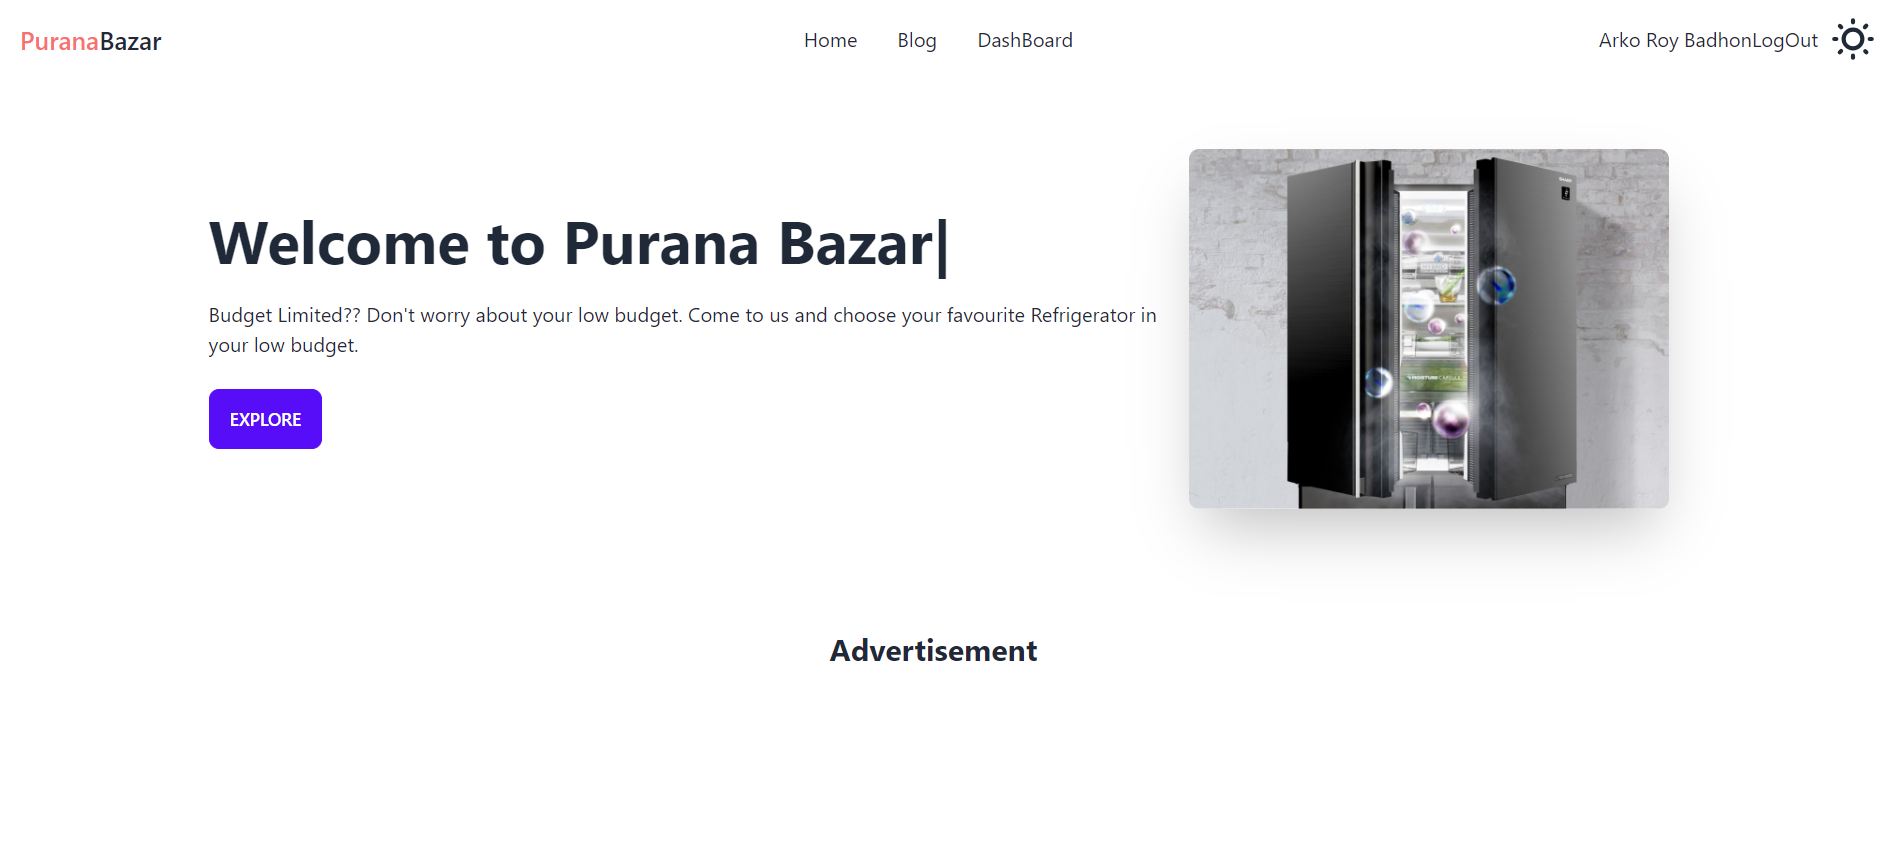 PuranaBazar
Home Blog DashBoard
Arko Roy BadhonLogOut
Welcome to Purana Bazar|
Budget Limited?? Don't worry about your low budget. Come to us and choose your favourite Refrigerator in
your low budget.
EXPLORE
SHARP
Advertisement